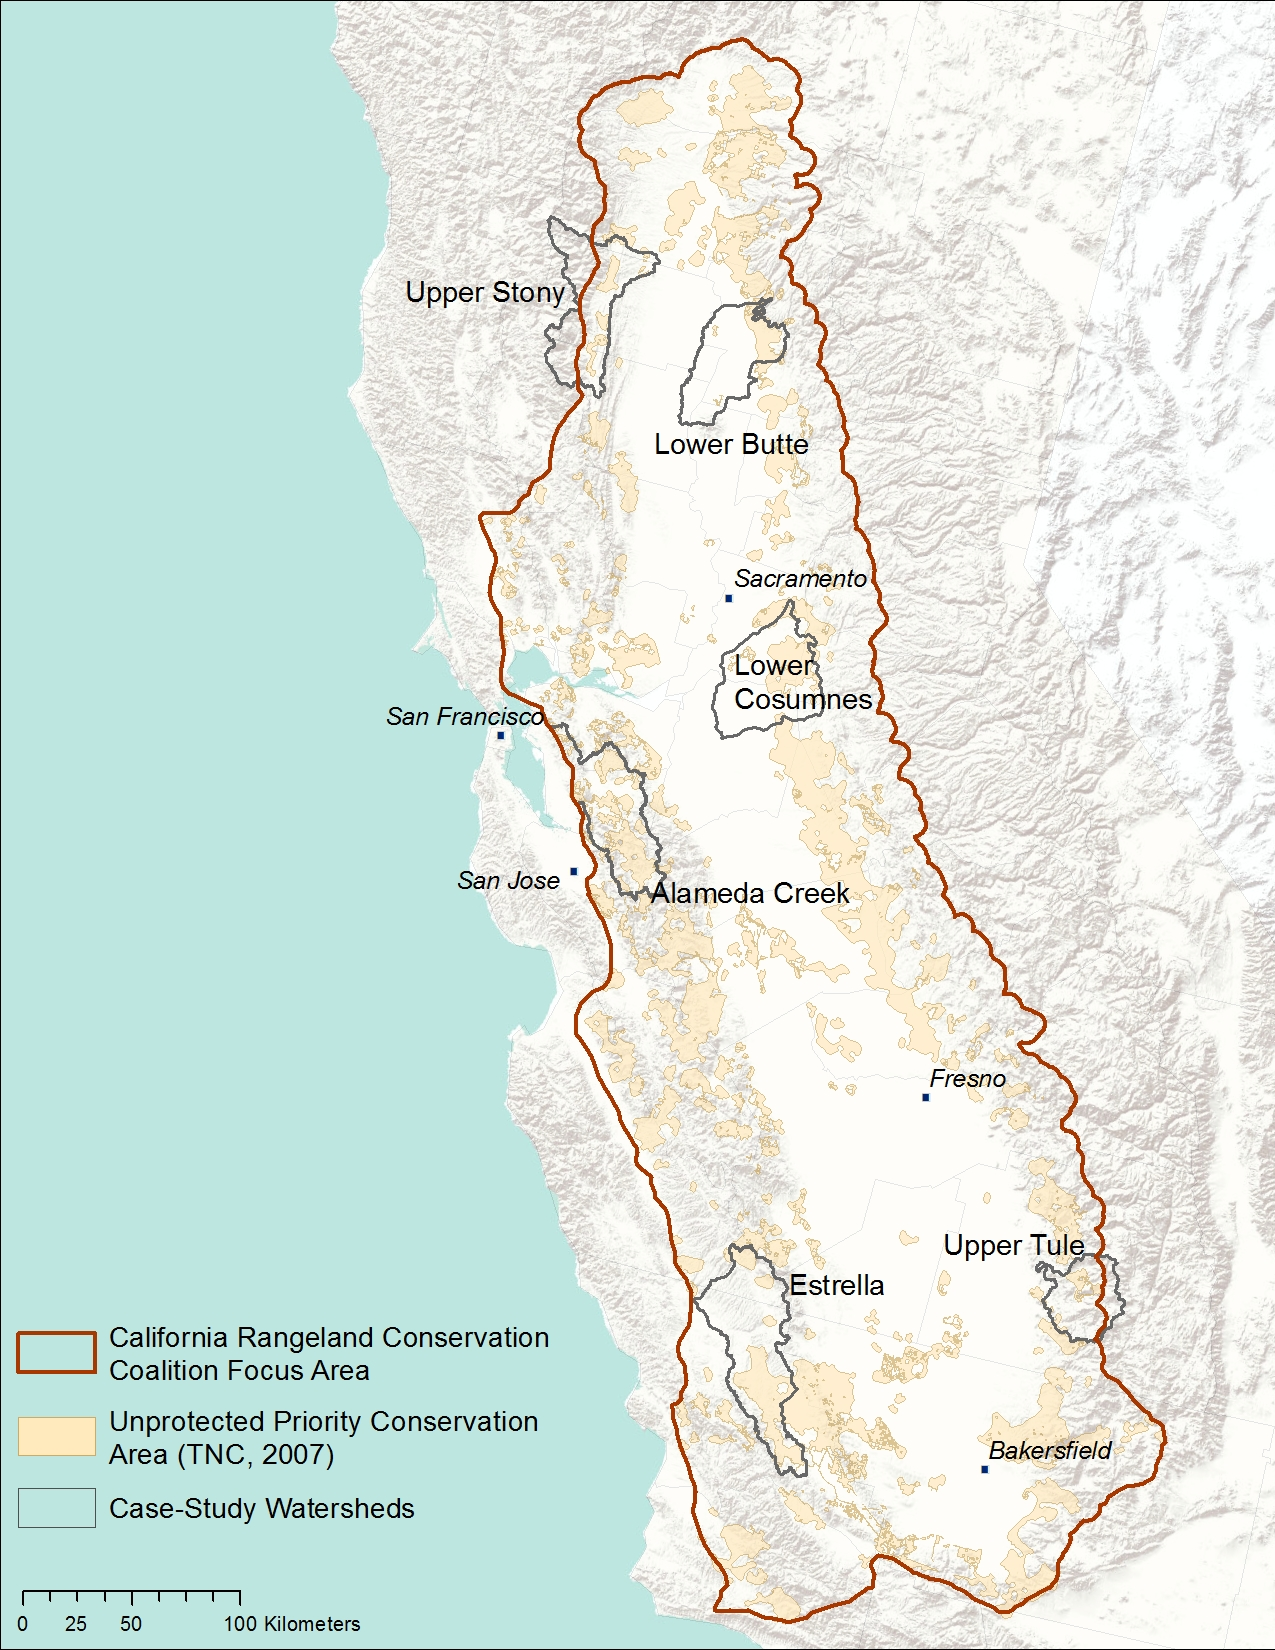 Upper Stony
Lower Butte
Sacramento
Lower
Cosumnes
San Francisco
San Jose
Alameda Creek
Fresno
Upper Tule
Estrella
Bakersfield
California Rangeland Conservation
Coalition Focus Area
Unprotected Priority Conservation
Area (TNC, 2007)
Case-Study Watersheds
0 25 50 100 Kilometers